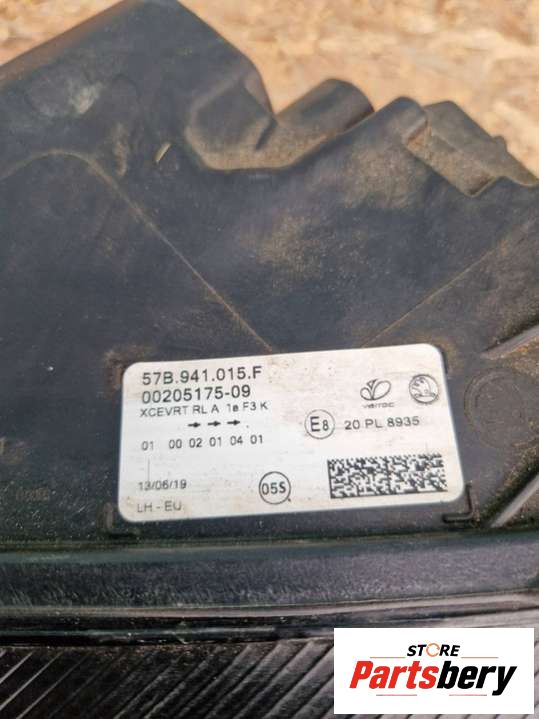 57B.941.015.F
00205175-09
XCEVRT RL A 1a F3 K
01 00 02 01 04 01
13/06/19
LH - EU
05S
E8
20 PL 8935
STORE
Partsbery